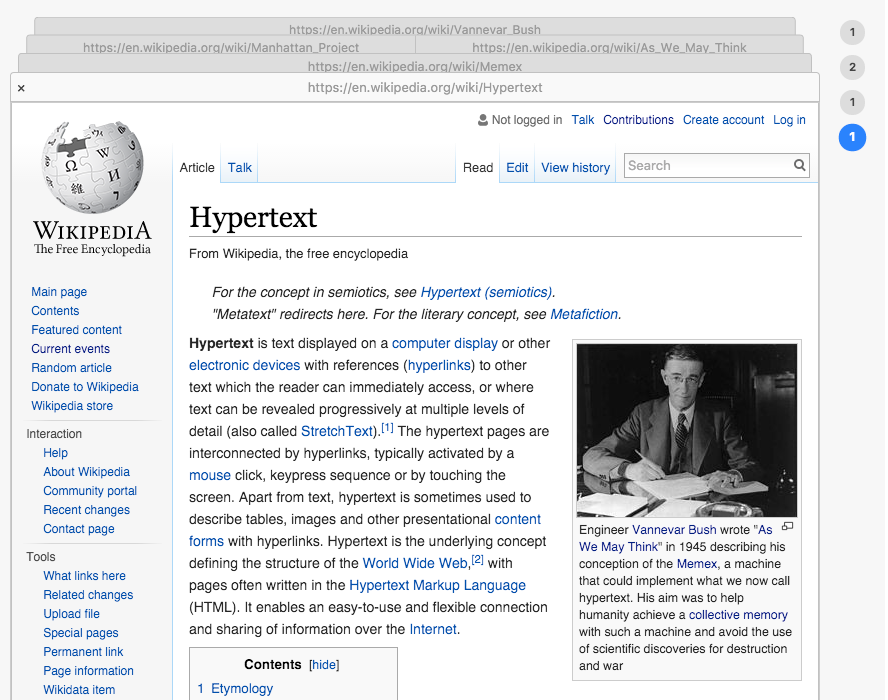 https://en.wikipedia.org/wiki/Vannevar_Bush
https://en.wikipedia.org/wiki/Manhattan_Project
https://en.wikipedia.org/wiki/As_We_May_Think
https://en.wikipedia.org/wiki/Memex
× https://en.wikipedia.org/wiki/Hypertext
1
2
1
1
Not logged in Talk Contributions Create account Log in
Article Talk Read Edit View history Search
Ω W И 維 7
WIKIPEDIA
The Free Encyclopedia
Main page
Contents
Featured content
Current events
Random article
Donate to Wikipedia
Wikipedia store
Interaction
Help
About Wikipedia
Community portal
Recent changes
Contact page
Tools
What links here
Related changes
Upload file
Special pages
Permanent link
Page information
Wikidata item
Hypertext
From Wikipedia, the free encyclopedia
For the concept in semiotics, see Hypertext (semiotics).
"Metatext" redirects here. For the literary concept, see Metafiction.
Hypertext is text displayed on a computer display or other
electronic devices with references (hyperlinks) to other
text which the reader can immediately access, or where
text can be revealed progressively at multiple levels of
detail (also called StretchText).[1] The hypertext pages are
interconnected by hyperlinks, typically activated by a
mouse click, keypress sequence or by touching the
screen. Apart from text, hypertext is sometimes used to
describe tables, images and other presentational content
forms with hyperlinks. Hypertext is the underlying concept
defining the structure of the World Wide Web,[2] with
pages often written in the Hypertext Markup Language
(HTML). It enables an easy-to-use and flexible connection
and sharing of information over the Internet.
Engineer Vannevar Bush wrote "As
We May Think" in 1945 describing his
conception of the Memex, a machine
that could implement what we now call
hypertext. His aim was to help
humanity achieve a collective memory
with such a machine and avoid the use
of scientific discoveries for destruction
and war
Contents [hide]
1 Etymology